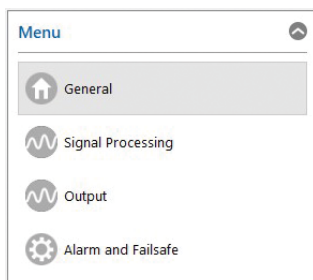 Menu
General
Signal Processing
Output
Alarm and Failsafe